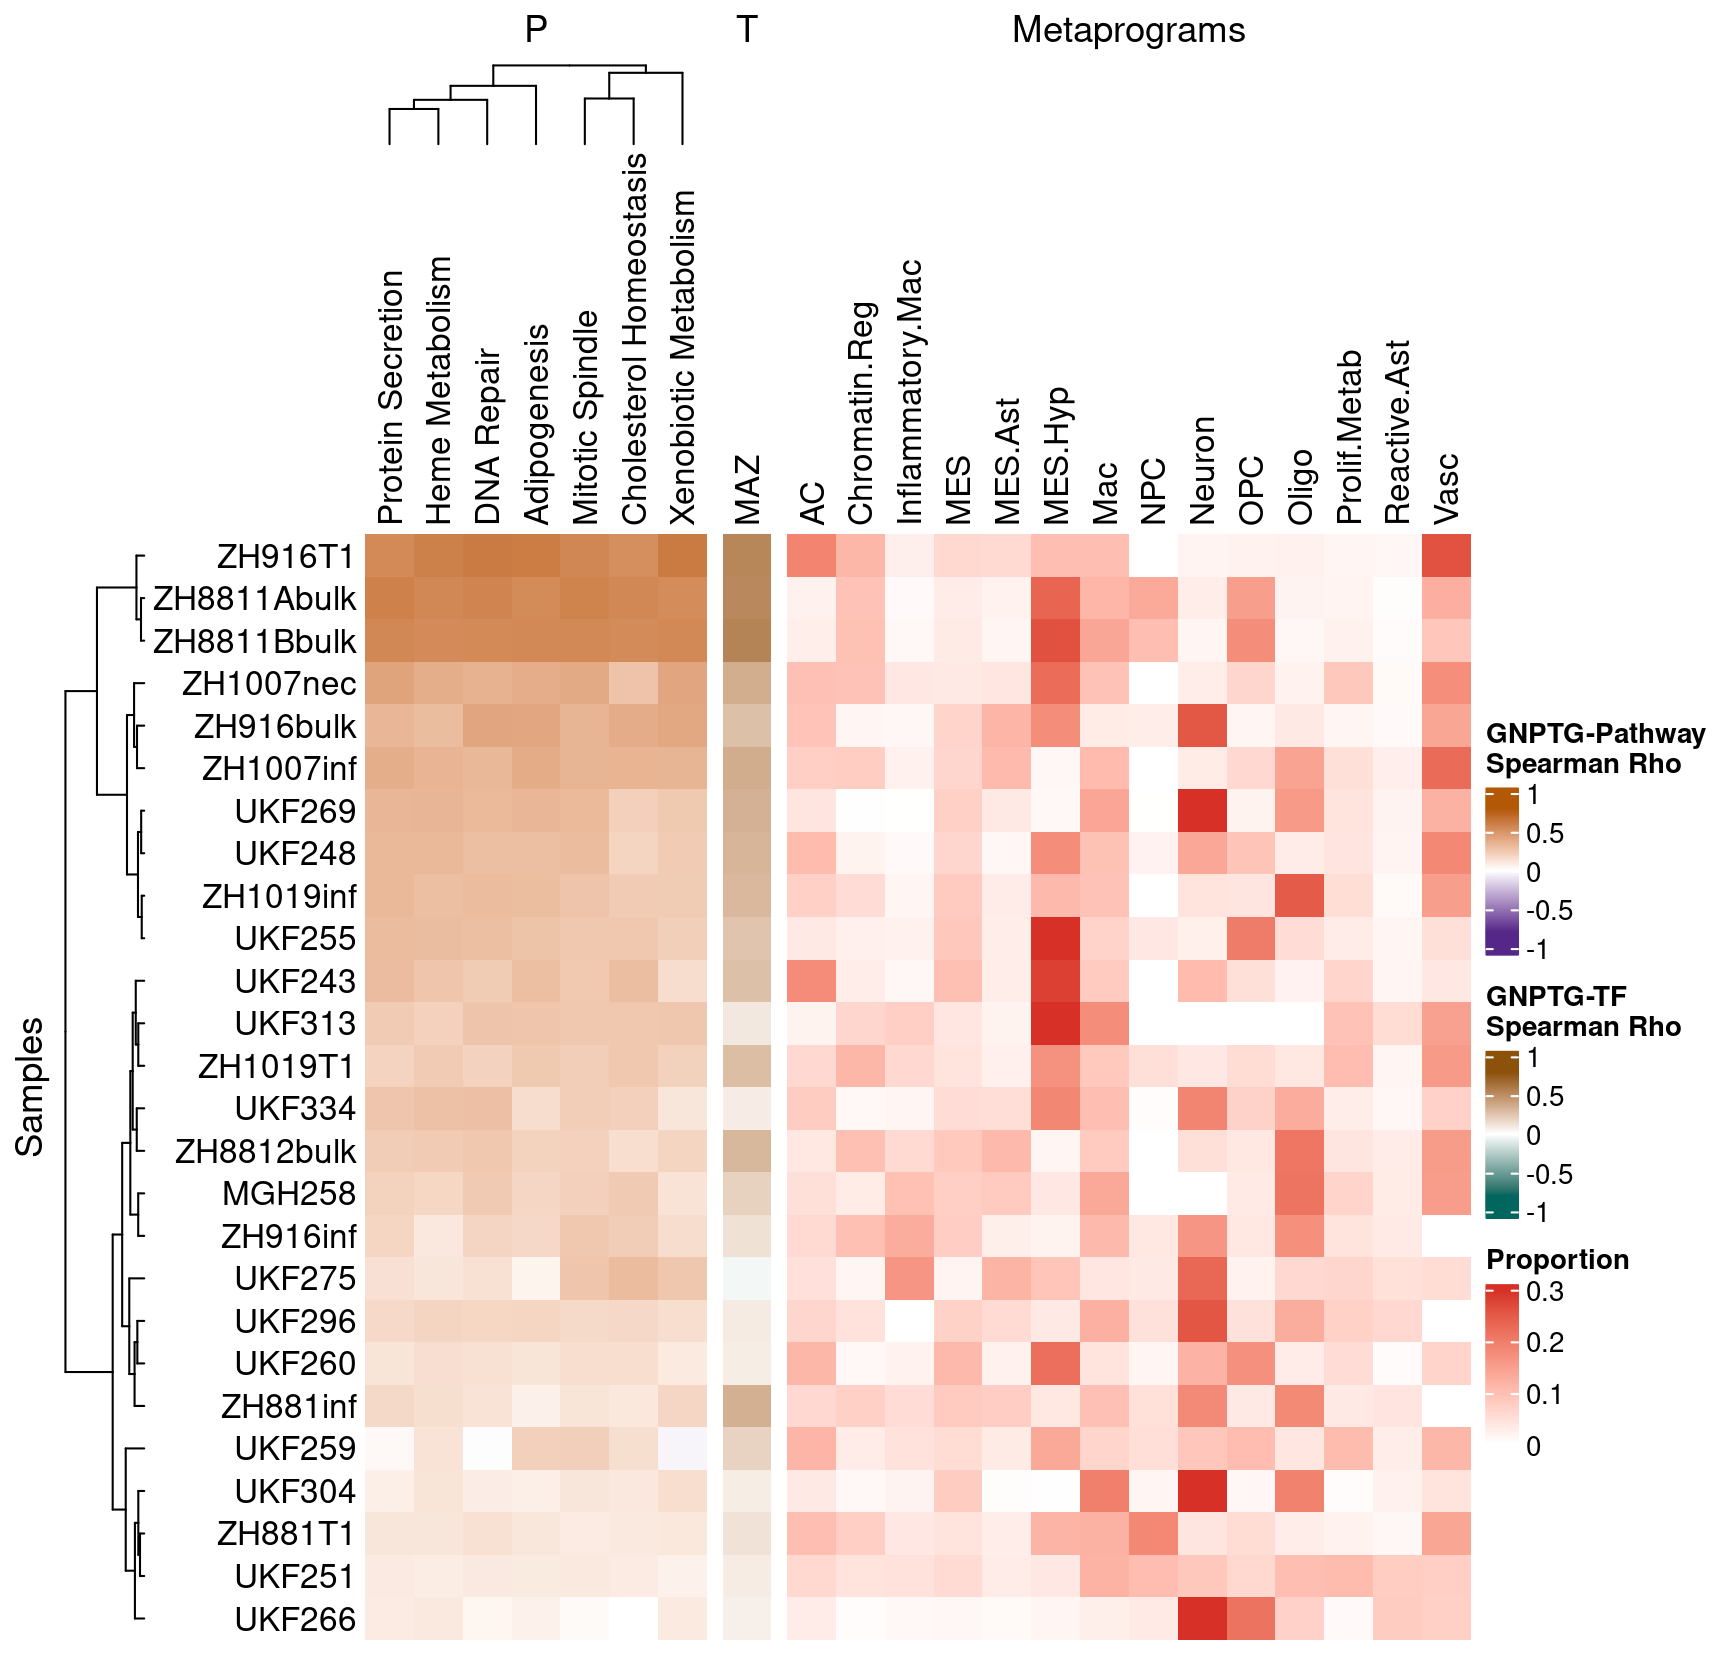 P T Metaprograms
Protein Secretion
Heme Metabolism
DNA Repair
Adipogenesis
Mitotic Spindle
Cholesterol Homeostasis
Xenobiotic Metabolism
MAZ
AC
Chromatin.Reg
Inflammatory.Mac
MES
MES.Ast
MES.Hyp
Mac
NPC
Neuron
OPC
Oligo
Prolif.Metab
Reactive.Ast
Vasc
Samples
ZH916T1
ZH8811Abulk
ZH8811Bbulk
ZH1007nec
ZH916bulk
ZH1007inf
UKF269
UKF248
ZH1019inf
UKF255
UKF243
UKF313
ZH1019T1
UKF334
ZH8812bulk
MGH258
ZH916inf
UKF275
UKF296
UKF260
ZH881inf
UKF259
UKF304
ZH881T1
UKF251
UKF266
GNPTG-Pathway
Spearman Rho
1
0.5
0
-0.5
-1
GNPTG-TF
Spearman Rho
1
0.5
0
-0.5
-1
Proportion
0.3
0.2
0.1
0